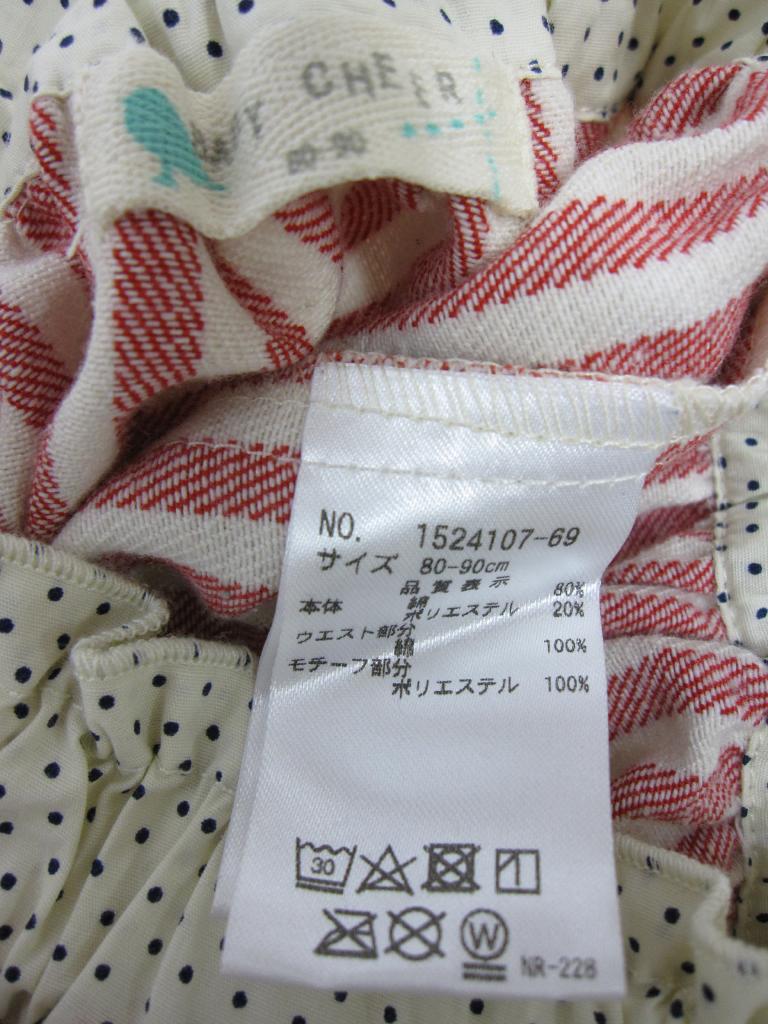 CHEER
80-90
NO. 1524107-69
サイズ 80-90cm
品質表示
本体 綿 80%
ポリエステル 20%
ウエスト部分
綿 100%
モチーフ部分
ポリエステル 100%
30
W
NR-228